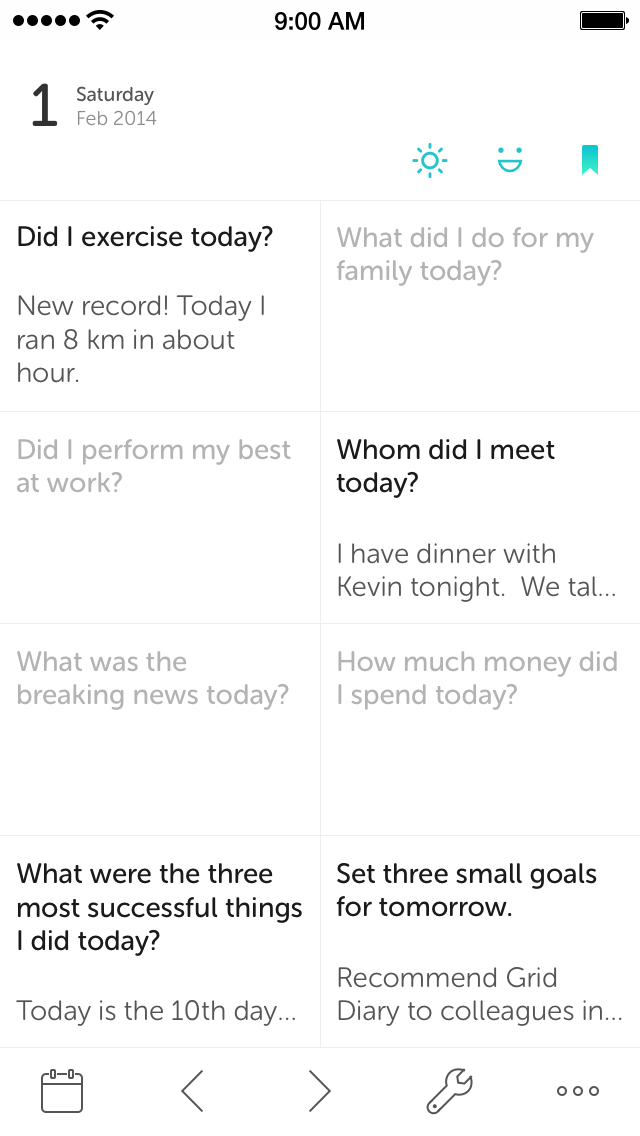 9:00 AM
1
Saturday
Feb 2014
Did I exercise today?
New record! Today I
ran 8 km in about
hour.
What did I do for my
family today?
Did I perform my best
at work?
Whom did I meet
today?
I have dinner with
Kevin tonight.  We tal...
What was the
breaking news today?
How much money did
I spend today?
What were the three
most successful things
I did today?
Today is the 10th day...
Set three small goals
for tomorrow.
Recommend Grid
Diary to colleagues in...